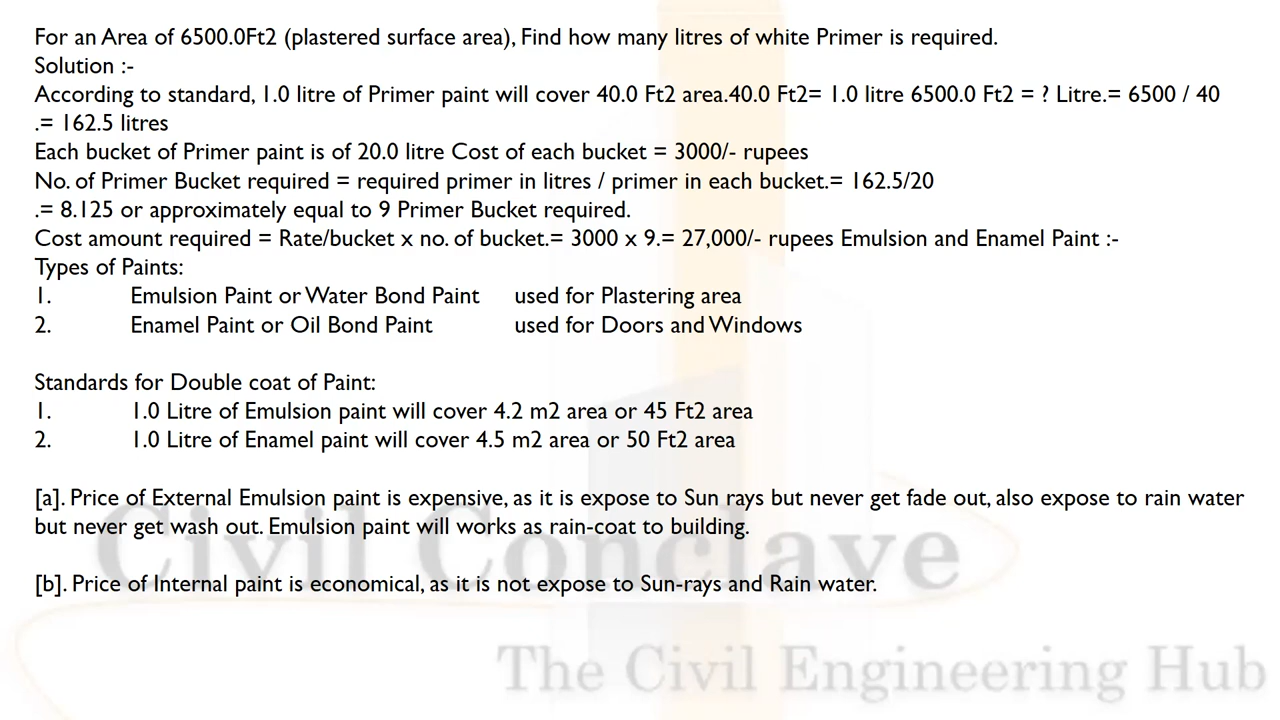 For an Area of 6500.0Ft2 (plastered surface area), Find how many litres of white Primer is required.
Solution :-
According to standard, 1.0 litre of Primer paint will cover 40.0 Ft2 area.40.0 Ft2= 1.0 litre 6500.0 Ft2 = ? Litre.= 6500 / 40
.= 162.5 litres
Each bucket of Primer paint is of 20.0 litre Cost of each bucket = 3000/- rupees
No. of Primer Bucket required = required primer in litres / primer in each bucket.= 162.5/20
.= 8.125 or approximately equal to 9 Primer Bucket required.
Cost amount required = Rate/bucket x no. of bucket.= 3000 x 9.= 27,000/- rupees Emulsion and Enamel Paint :-
Types of Paints:
1. Emulsion Paint or Water Bond Paint used for Plastering area
2. Enamel Paint or Oil Bond Paint used for Doors and Windows
Standards for Double coat of Paint:
1. 1.0 Litre of Emulsion paint will cover 4.2 m2 area or 45 Ft2 area
2. 1.0 Litre of Enamel paint will cover 4.5 m2 area or 50 Ft2 area
[a]. Price of External Emulsion paint is expensive, as it is expose to Sun rays but never get fade out, also expose to rain water
but never get wash out. Emulsion paint will works as rain-coat to building.
Civil Conclave
[b]. Price of Internal paint is economical, as it is not expose to Sun-rays and Rain water.
The Civil Engineering Hub